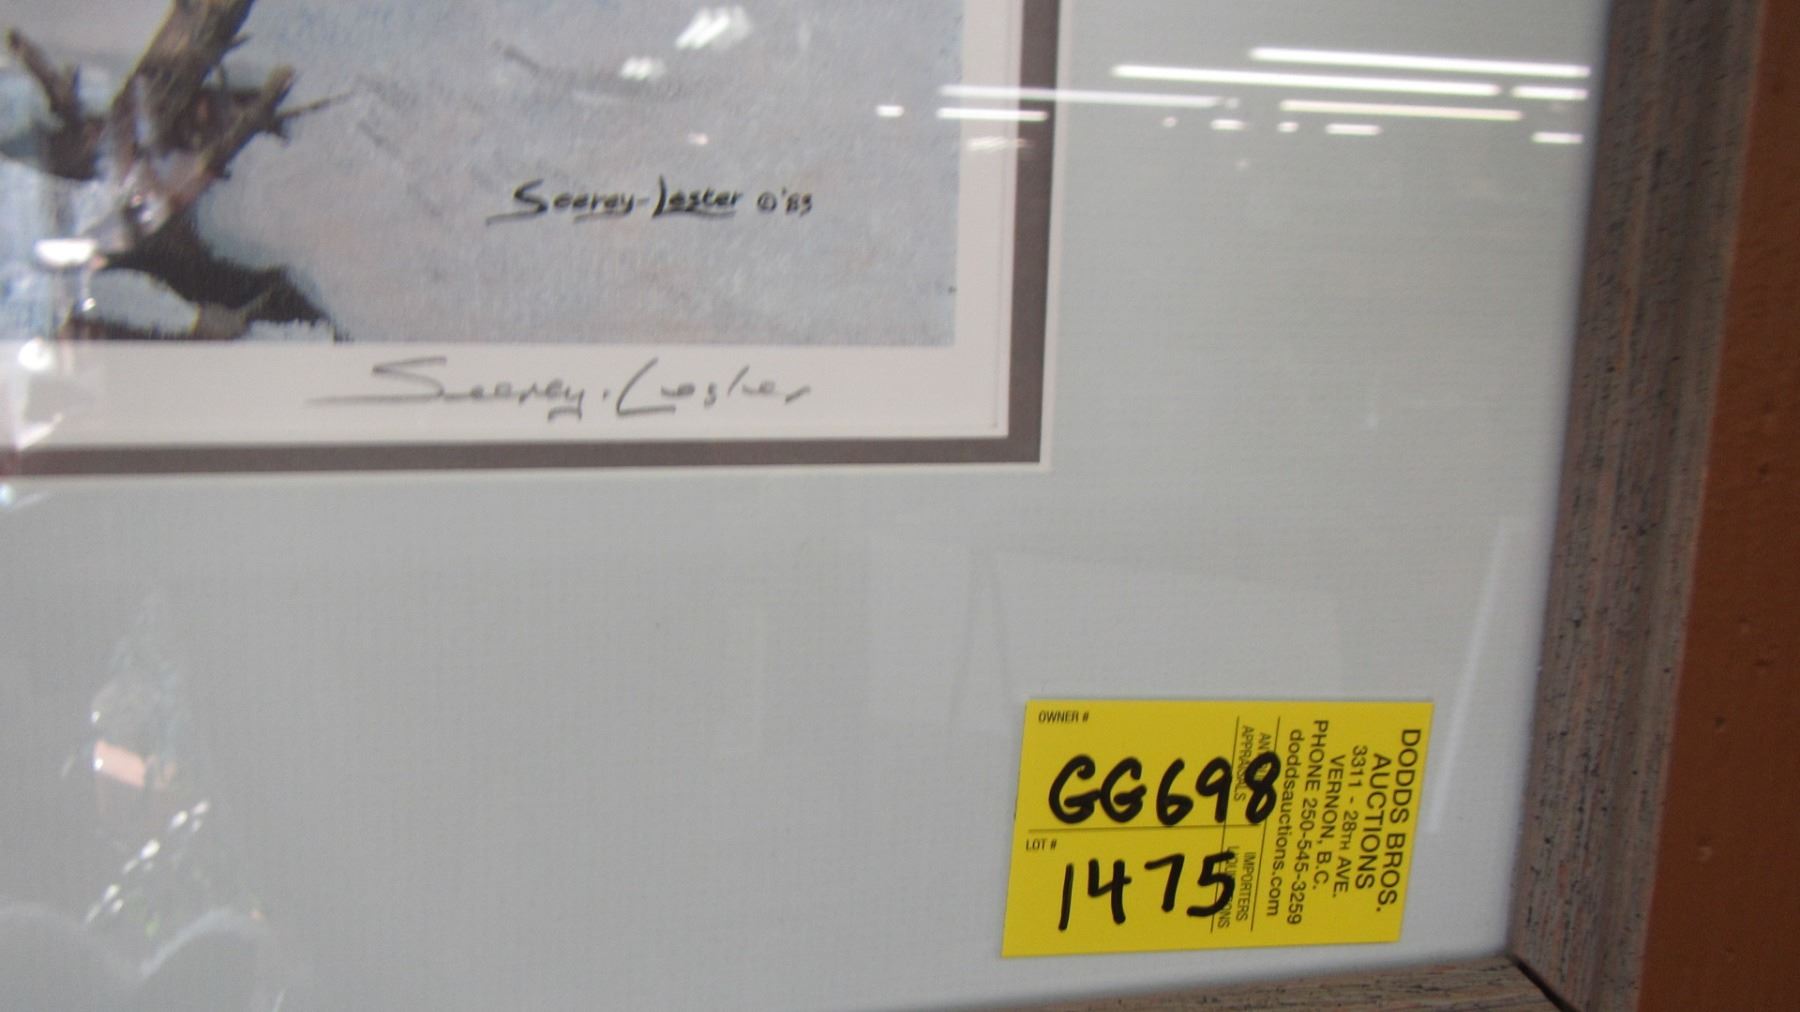 Seerey-Lester ©'83
Seerey-Lester
OWNER #
GG698
LOT #
1475
DODDS BROS.
AUCTIONS
3311 - 28TH AVE.
VERNON, B.C.
PHONE 250-545-3259
doddsauctions.com
IMPORTERS
APPRAISALS